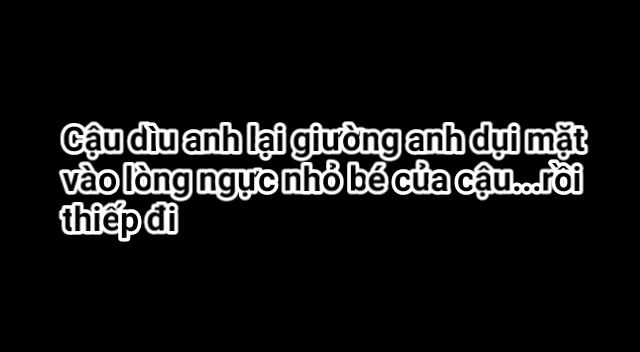 Cậu dìu anh lại giường anh dụi mặt
vào lòng ngực nhỏ bé của cậu...rồi
thiếp đi